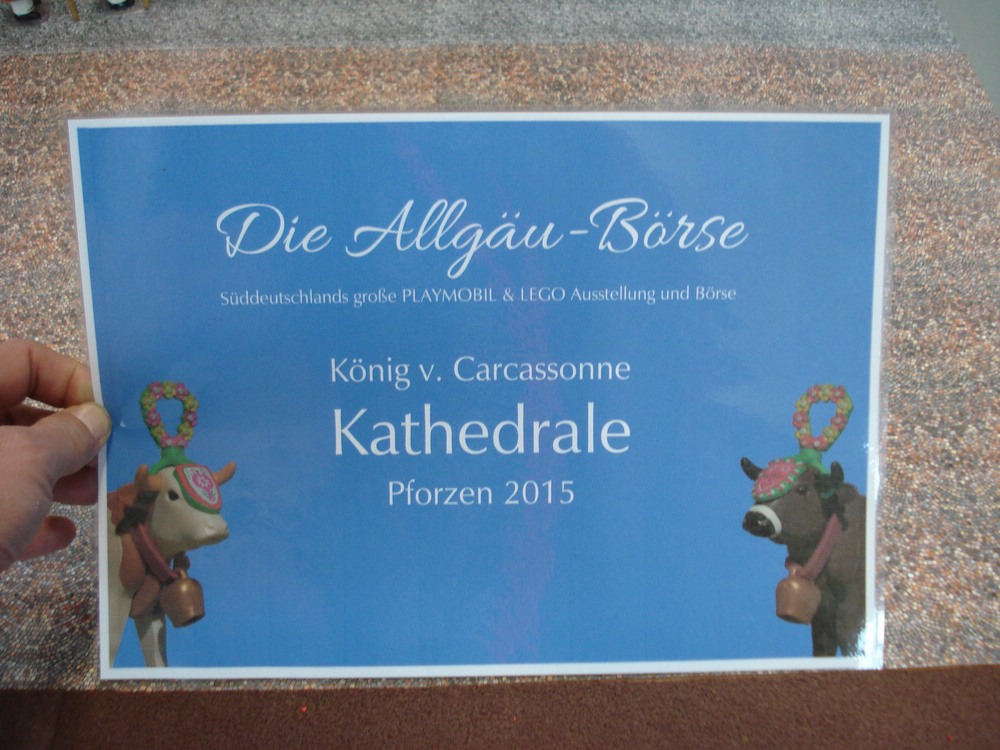 Die Allgäu-Börse
Süddeutschlands große PLAYMOBIL & LEGO Ausstellung und Börse
König v. Carcassonne
Kathedrale
Pforzen 2015